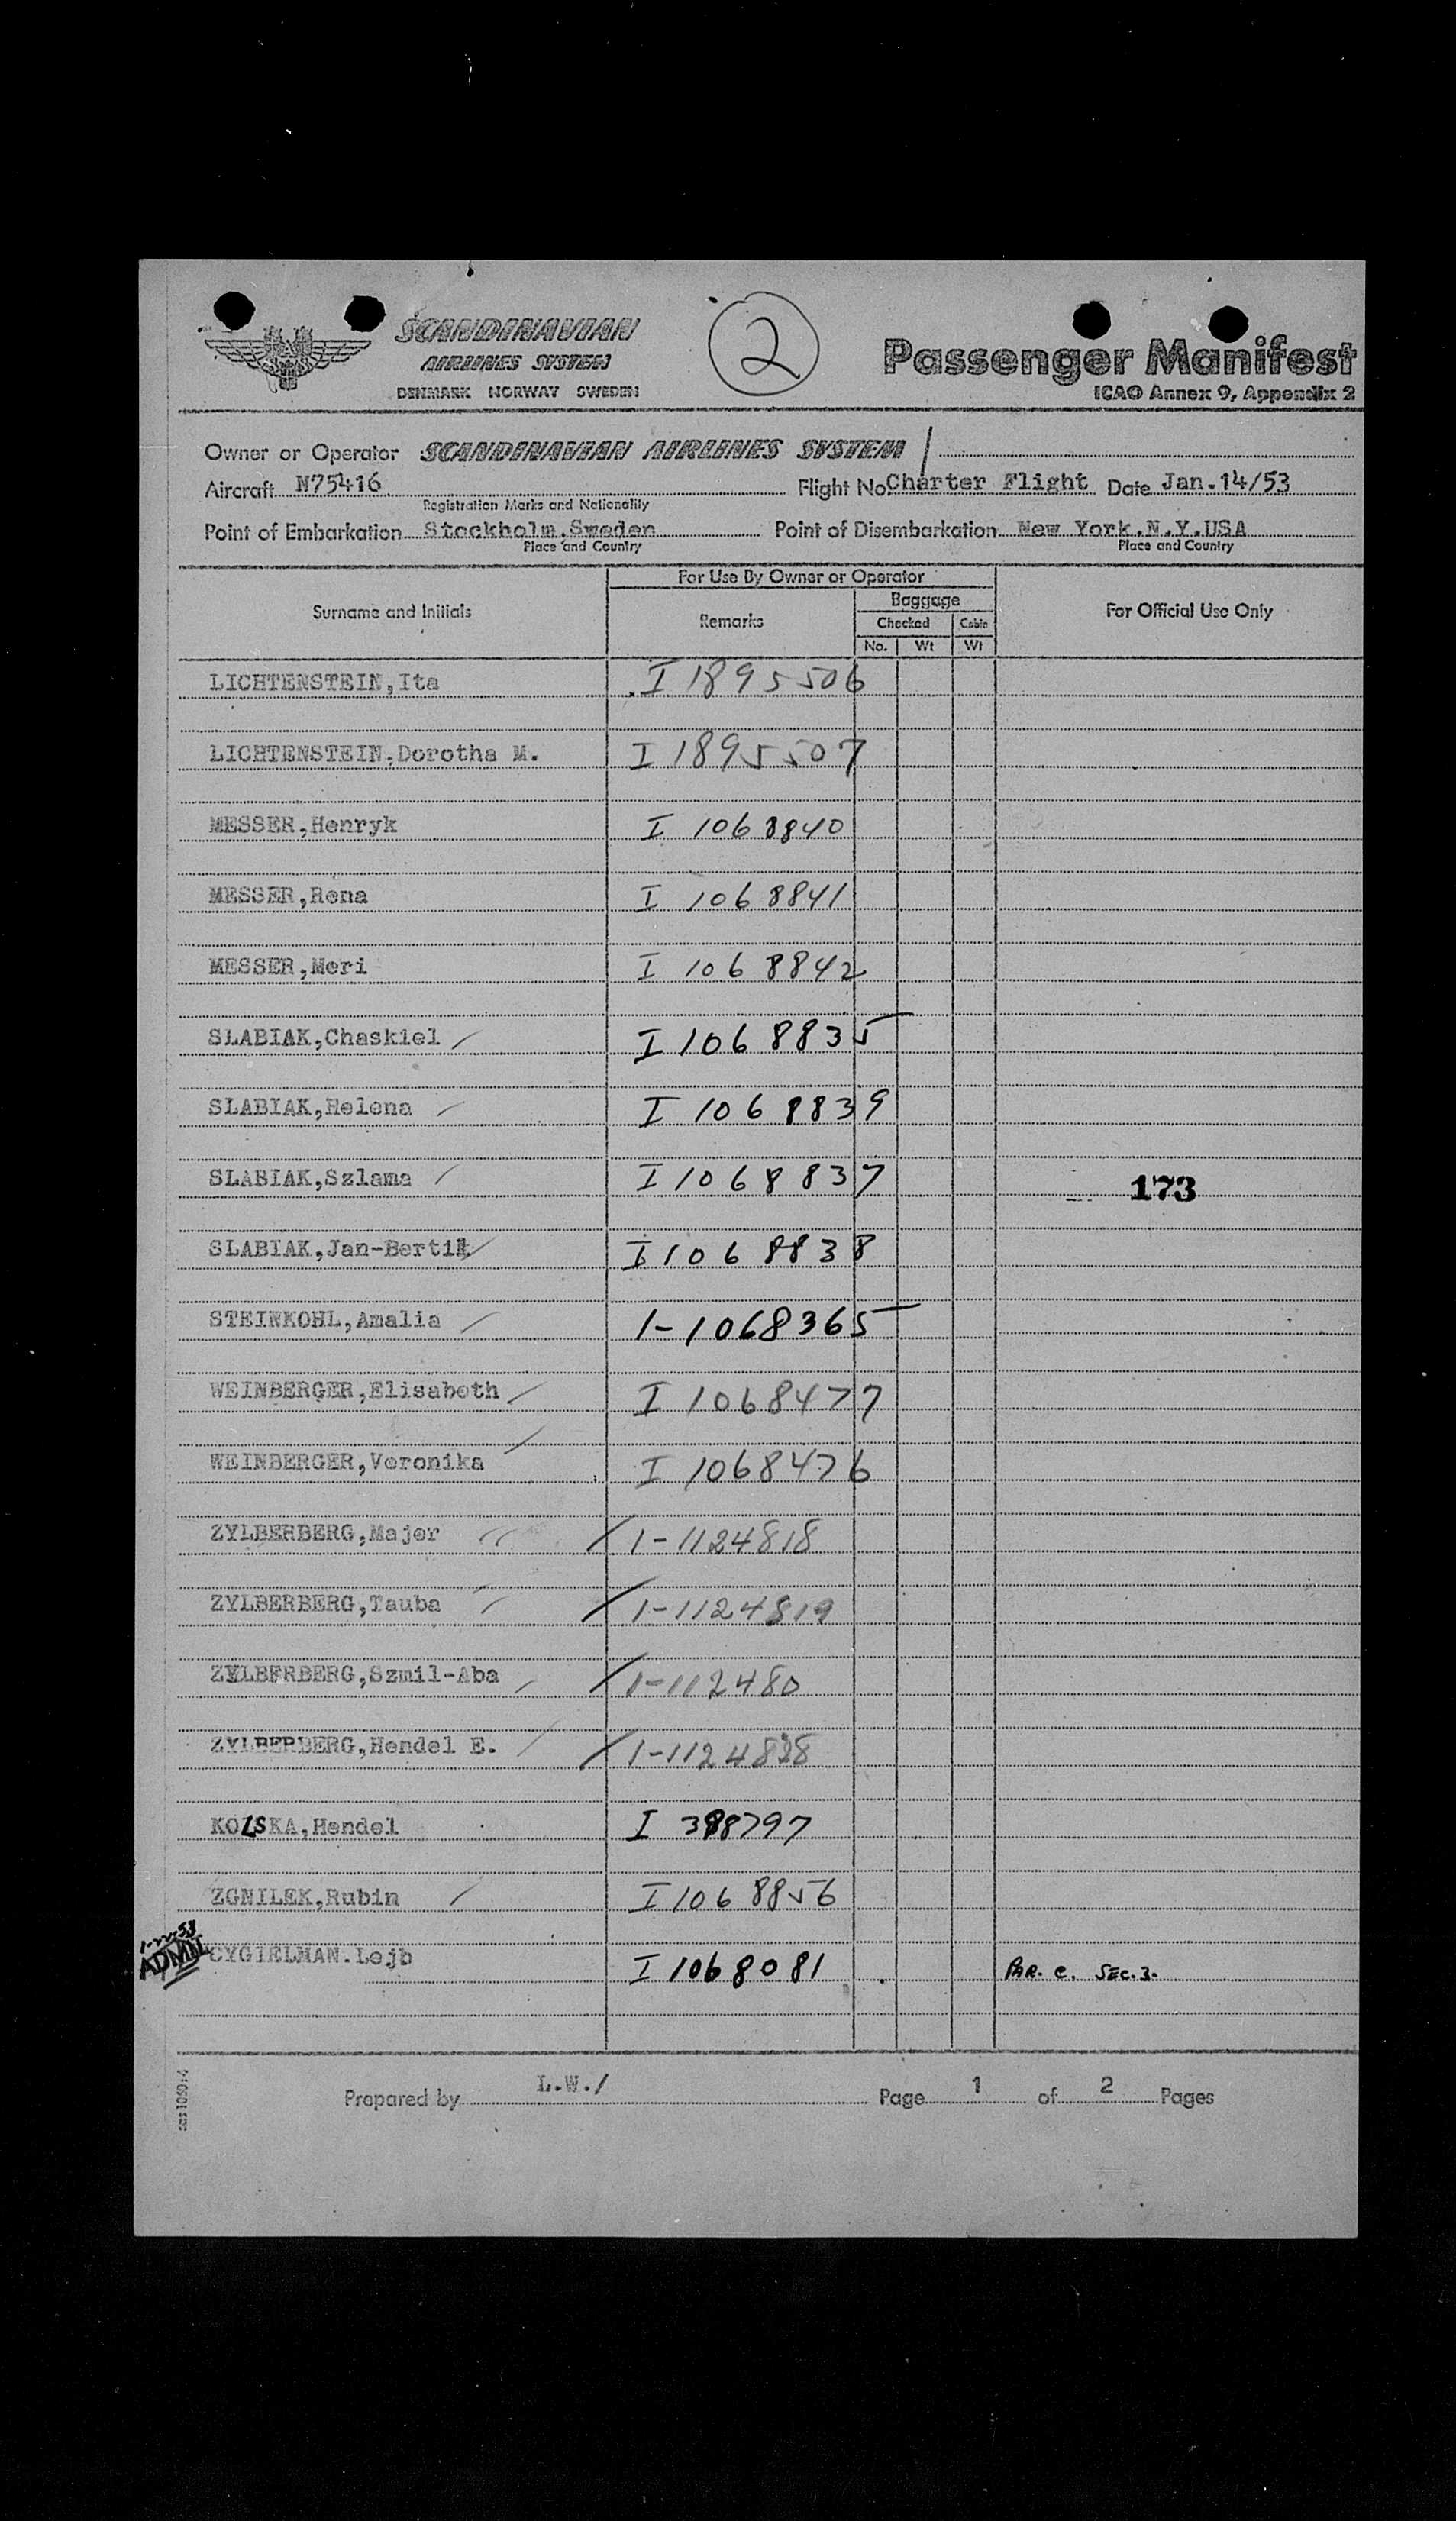 SCANDINAVIAN
AIRLINES SYSTEM
DENMARK NORWAY SWEDEN
2
Passenger Manifest
ICAO Annex 9, Appendix 2
Owner or Operator SCANDINAVIAN AIRLINES SYSTEM /
Aircraft N75416 Flight No. Charter Flight Date Jan.14/53
Registration Marks and Nationality
Point of Embarkation Stockholm.Sweden Point of Disembarkation New York.N.Y.USA
Place and Country Place and Country
Surname and Initials For Use By Owner or Operator For Official Use Only
Remarks Baggage
Checked Cabin
No. Wt Wt
LICHTENSTEIN,Ita I 1895506
LICHTENSTEIN,Dorotha M. I 1895507
MESSER,Henryk I 1068840
MESSER,Rena I 1068841
MESSER,Meri I 1068842
SLABIAK,Chaskiel I 1068835
SLABIAK,Helena I 1068839
SLABIAK,Szlama I 1068837 173
SLABIAK,Jan-Bertil I 1068838
STEINKOHL,Amalia 1-1068365
WEINBERGER,Elisabeth I 1068477
WEINBERGER,Veronika I 1068476
ZYLBERBERG,Majer 1-1124818
ZYLBERBERG,Tauba 1-1124819
ZYLBERBERG,Szmil-Aba 1-112480
ZYLBERBERG,Hendel E. 1-1124828
KOLSKA,Hendel I 388797
ZGNILEK,Rubin I 1068856
1-22-53
ADMN CYGIELMAN.Lejb I 1068081 PAR. C. SEC.3.
Prepared by L.W./ Page 1 of 2 Pages